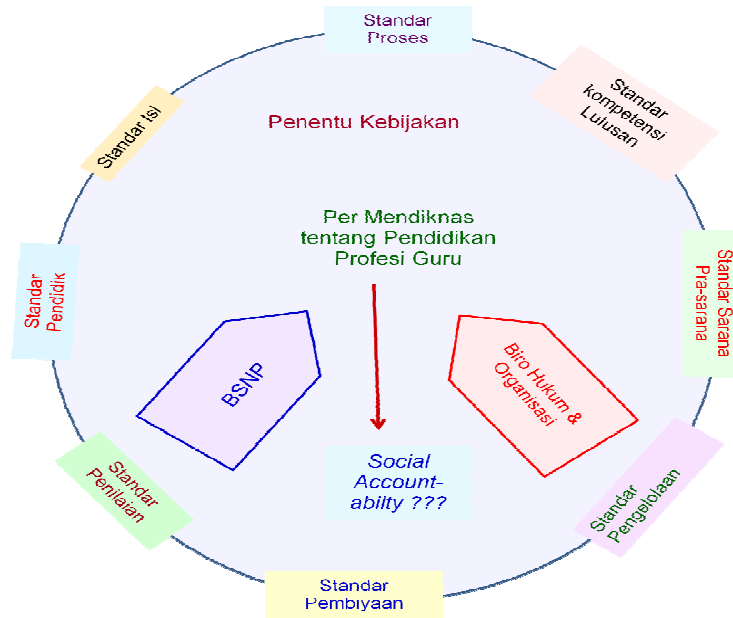 Standar
Proses
Standar
kompetensi
Lulusan
Standar Isi
Penentu Kebijakan
Per Mendiknas
tentang Pendidikan
Profesi Guru
Standar
Pendidik
Standar Sarana
Pra-sarana
BSNP
Biro Hukum &
Organisasi
Social
Account-
abilty ???
Standar
Penilaian
Standar
Pengelolaan
Standar
Pembiyaan